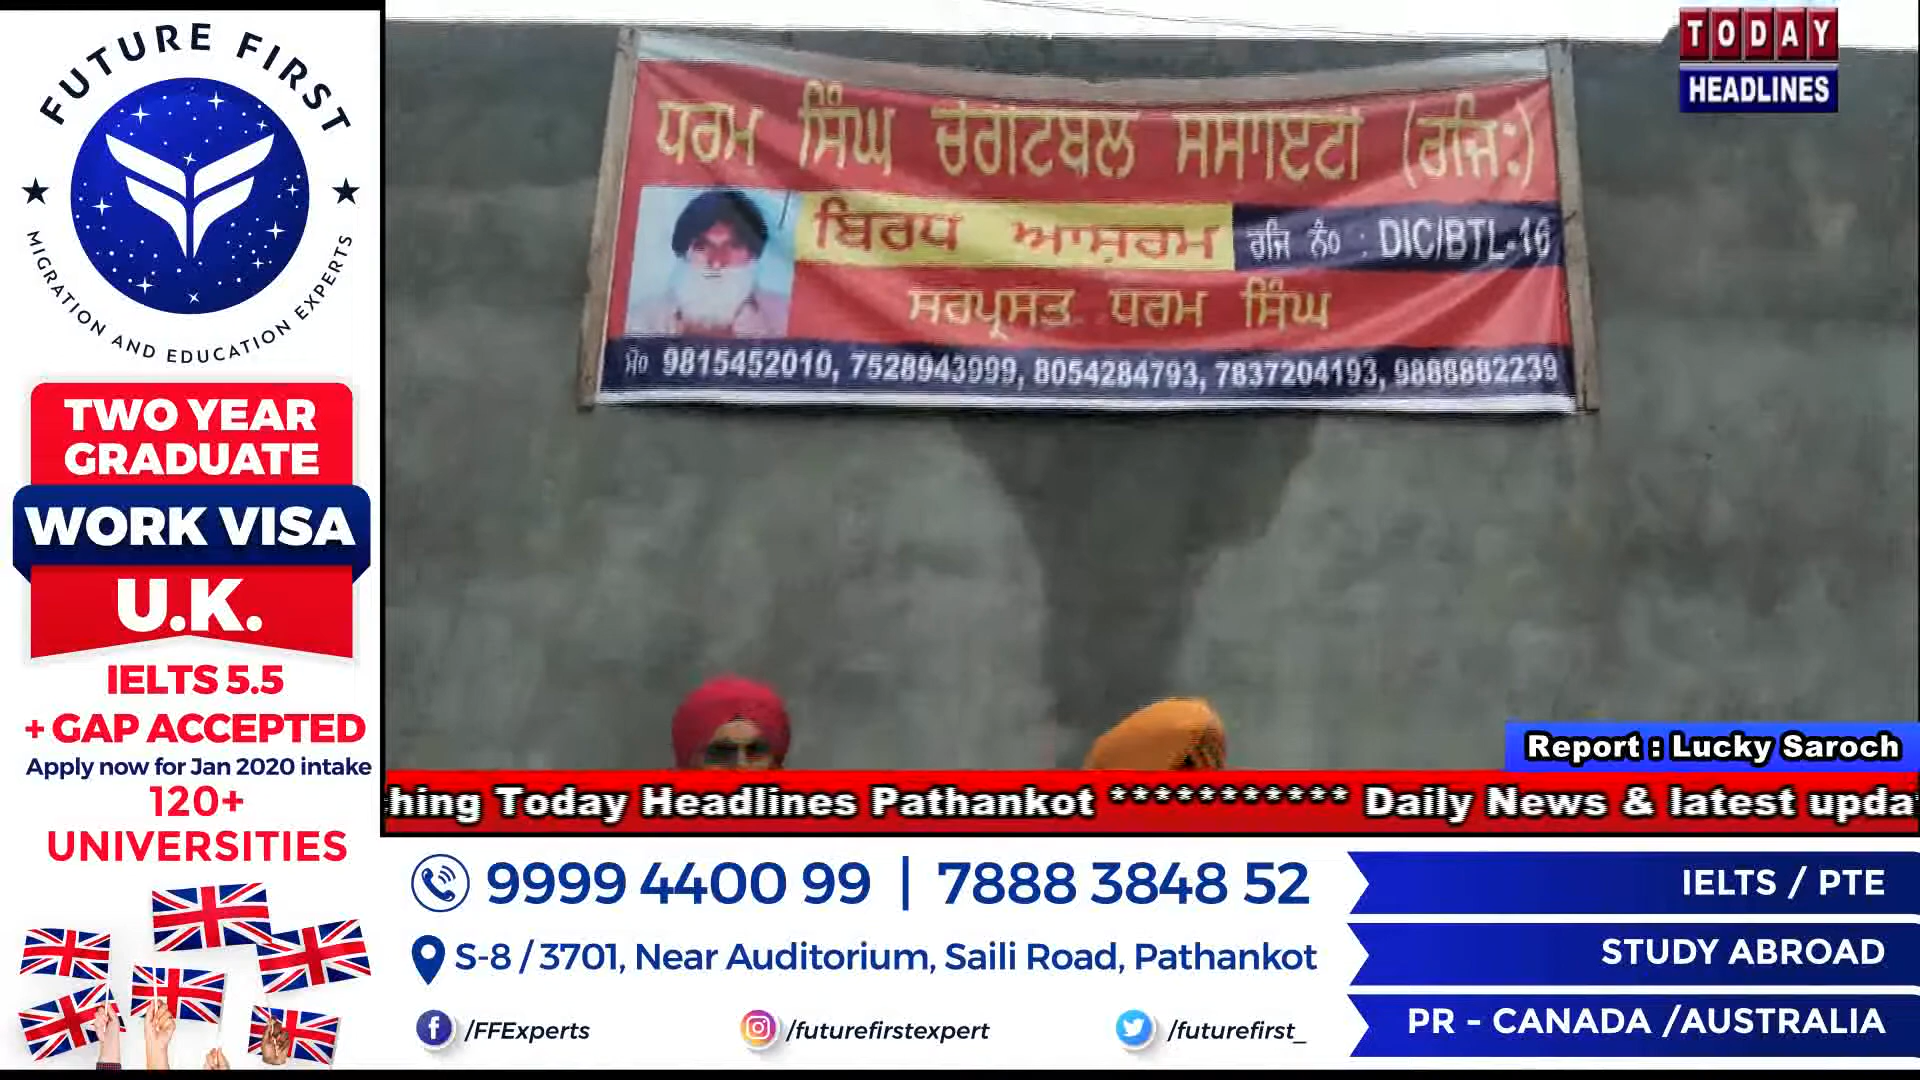 FUTURE FIRST
MIGRATION AND EDUCATION EXPERTS
TWO YEAR
GRADUATE
WORK VISA
U.K.
IELTS 5.5
+ GAP ACCEPTED
Apply now for Jan 2020 intake
120+
UNIVERSITIES
TODAY
HEADLINES
ਧਰਮ ਸਿੰਘ ਚੈਰੀਟੇਬਲ ਸੁਸਾਇਟੀ (ਰਜਿ:)
ਬਿਰਧ ਆਸ਼ਰਮ ਰਜਿ ਨੰ0 : DIC/BTL-16
ਸਰਪ੍ਰਸਤ ਧਰਮ ਸਿੰਘ
ਮੋ0 9815452010, 7528943999, 8054284793, 7837204193, 9888882239
Report : Lucky Saroch
hing Today Headlines Pathankot *********** Daily News & latest upda
9999 4400 99 | 7888 3848 52
S-8 / 3701, Near Auditorium, Saili Road, Pathankot
/FFExperts /futurefirstexpert /futurefirst_
IELTS / PTE
STUDY ABROAD
PR - CANADA /AUSTRALIA